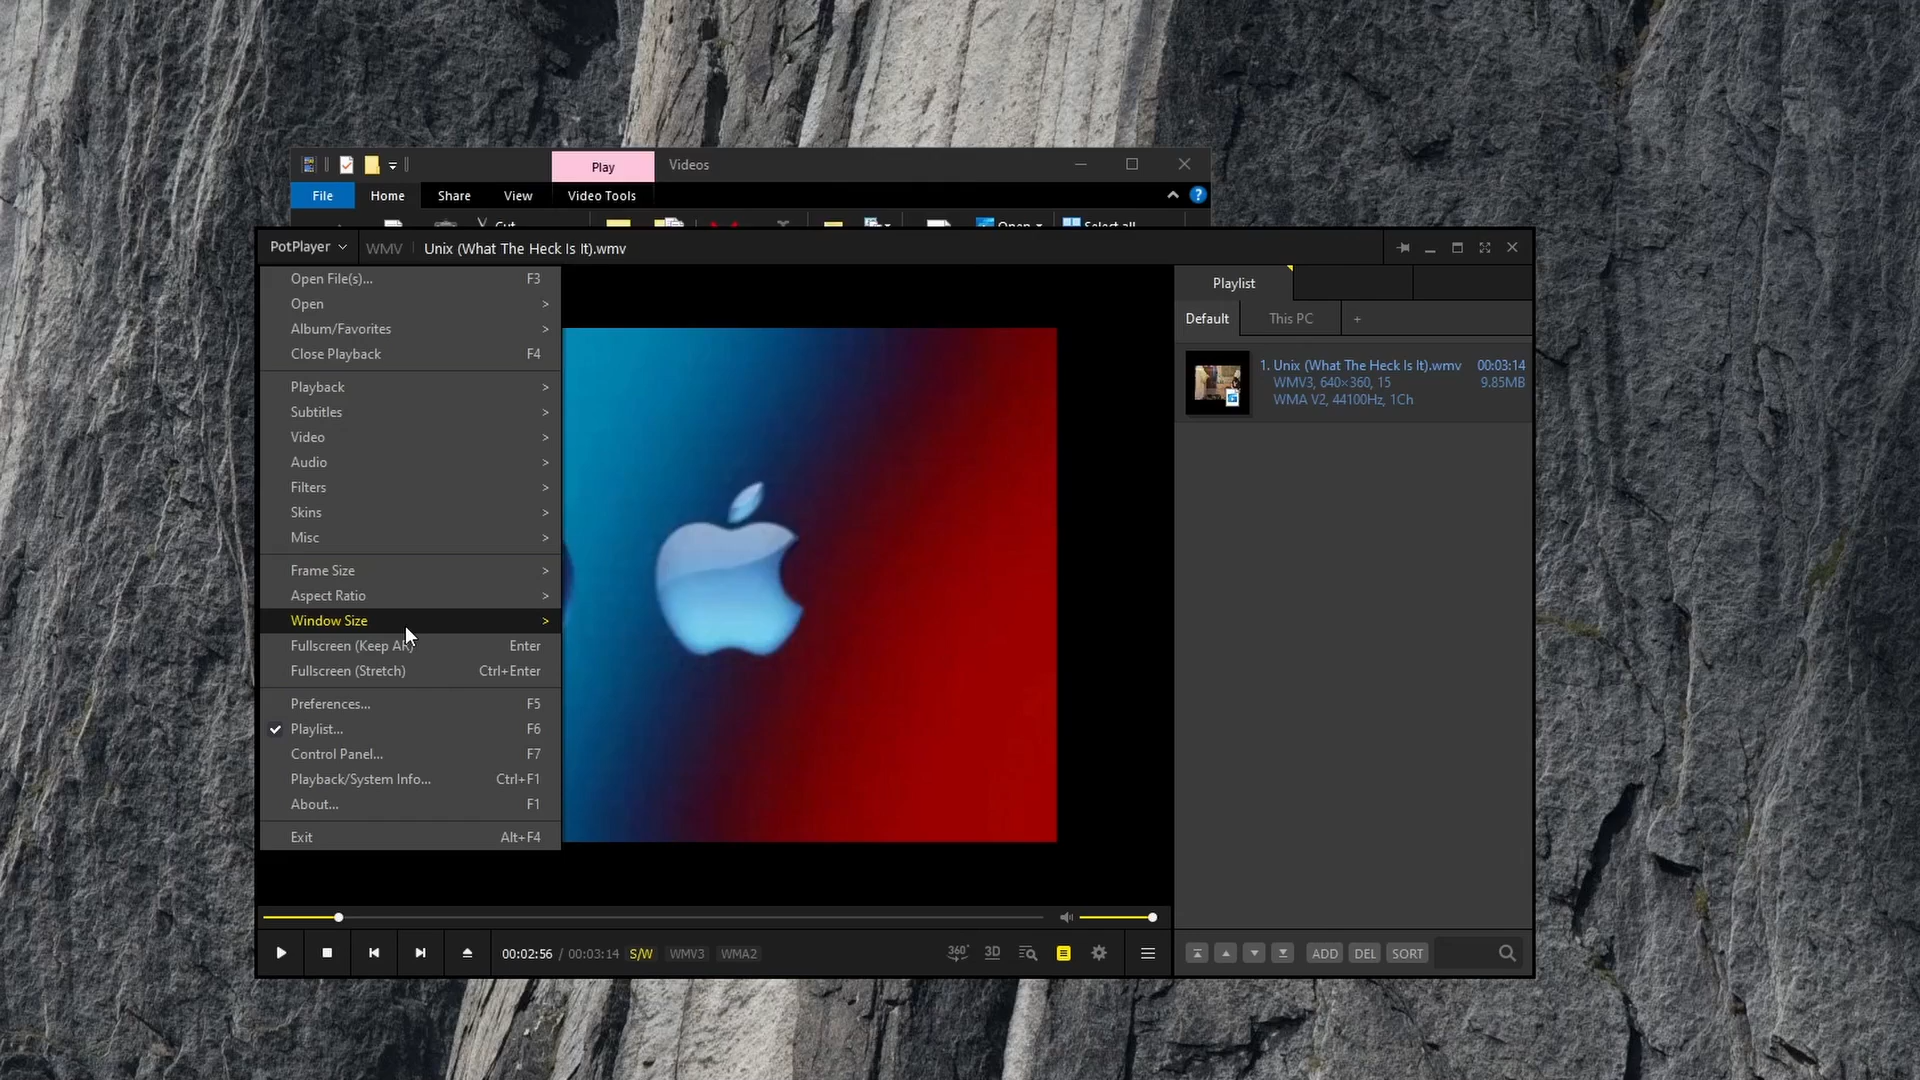 Play
Videos
File
Home
Share
View
Video Tools
Cut
Open
Select all
PotPlayer
WMV
Unix (What The Heck Is It).wmv
Open File(s)... F3
Open >
Album/Favorites >
Close Playback F4
Playback >
Subtitles >
Video >
Audio >
Filters >
Skins >
Misc >
Frame Size >
Aspect Ratio >
Window Size >
Fullscreen (Keep AR) Enter
Fullscreen (Stretch) Ctrl+Enter
Preferences... F5
Playlist... F6
Control Panel... F7
Playback/System Info... Ctrl+F1
About... F1
Exit Alt+F4
Playlist
Default
This PC
+
1. Unix (What The Heck Is It).wmv 00:03:14
WMV3, 640×360, 15 9.85MB
WMA V2, 44100Hz, 1Ch
00:02:56 / 00:03:14 S/W WMV3 WMA2
360° 3D
ADD DEL SORT